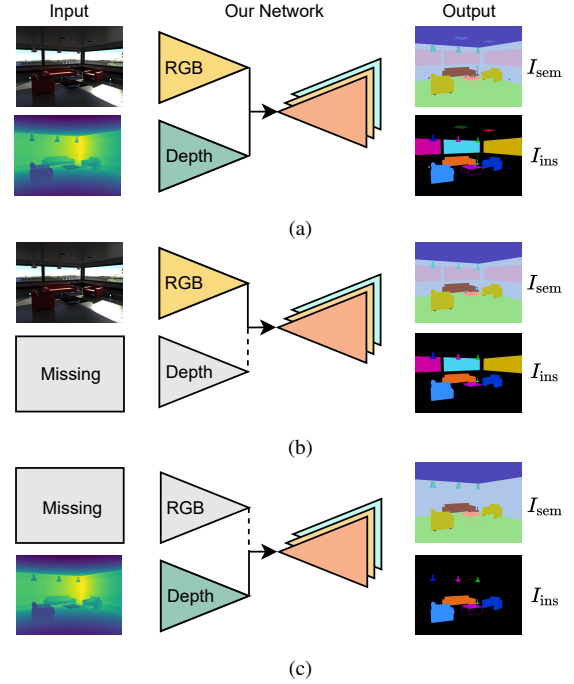 Input Our Network Output
RGB
I_sem
Depth
I_ins
(a)
RGB
I_sem
Missing Depth
I_ins
(b)
Missing RGB
I_sem
Depth
I_ins
(c)